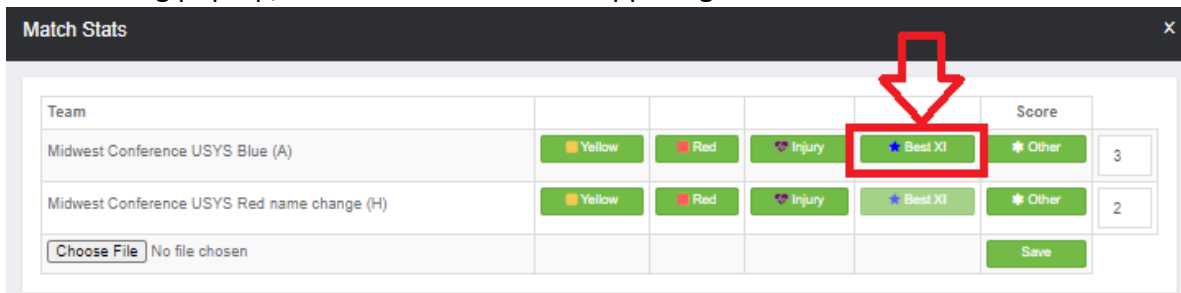 Match Stats x
Team Score
Midwest Conference USYS Blue (A) Yellow Red Injury Best XI Other 3
Midwest Conference USYS Red name change (H) Yellow Red Injury Best XI Other 2
Choose File No file chosen Save